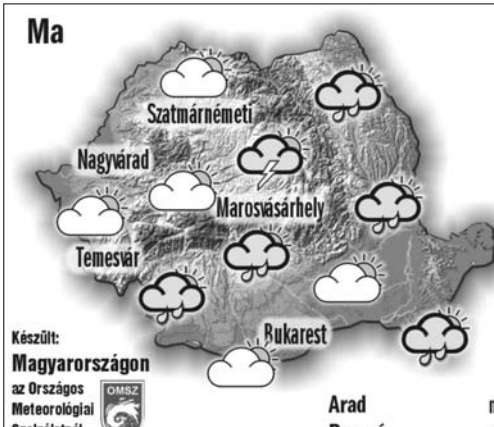 Ma
Szatmárnémeti
Nagyvárad
Marosvásárhely
Temesvár
Bukarest
Készült:
Magyarországon
az Országos
OMSZ
Meteorológiai
Arad